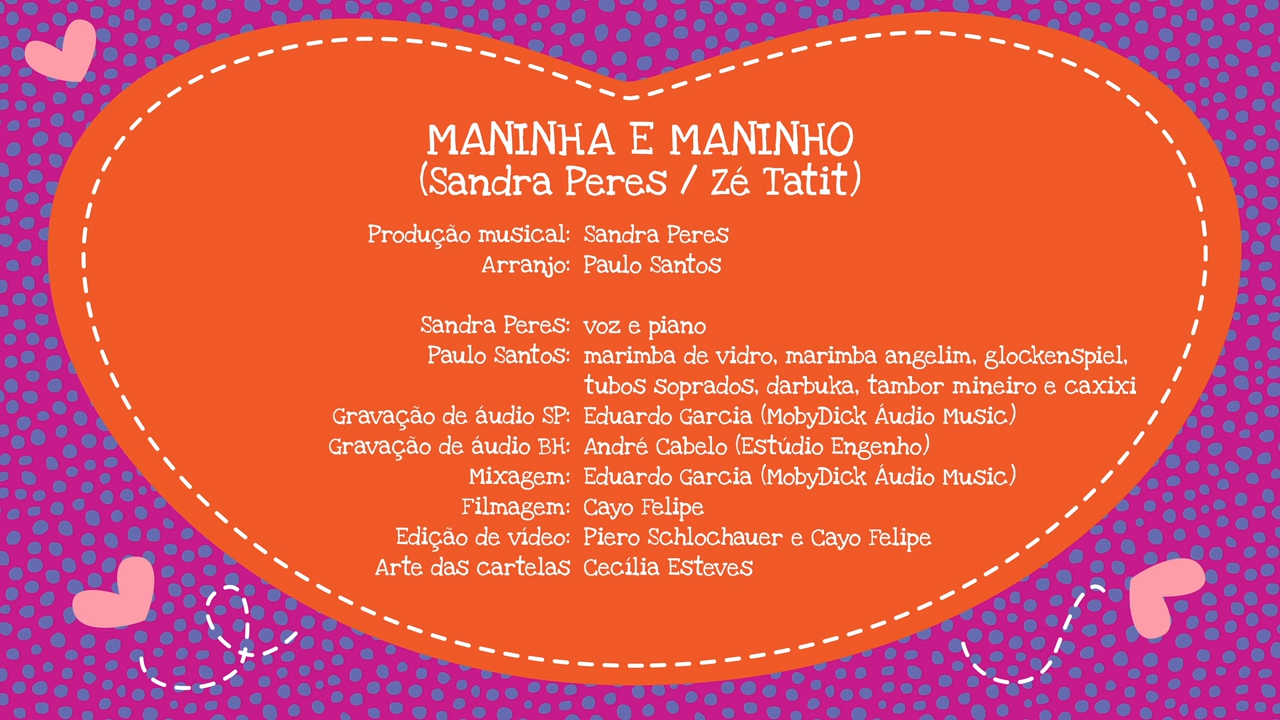 MANINHA E MANINHO
(Sandra Peres / Zé Tatit)
Produção musical: Sandra Peres
Arranjo: Paulo Santos
Sandra Peres: voz e piano
Paulo Santos: marimba de vidro, marimba angelim, glockenspiel,
tubos soprados, darbuka, tambor mineiro e caxixi
Gravação de áudio SP: Eduardo Garcia (MobyDick Áudio Music)
Gravação de áudio BH: André Cabelo (Estúdio Engenho)
Mixagem: Eduardo Garcia (MobyDick Áudio Music)
Filmagem: Cayo Felipe
Edição de vídeo: Piero Schlochauer e Cayo Felipe
Arte das cartelas Cecília Esteves